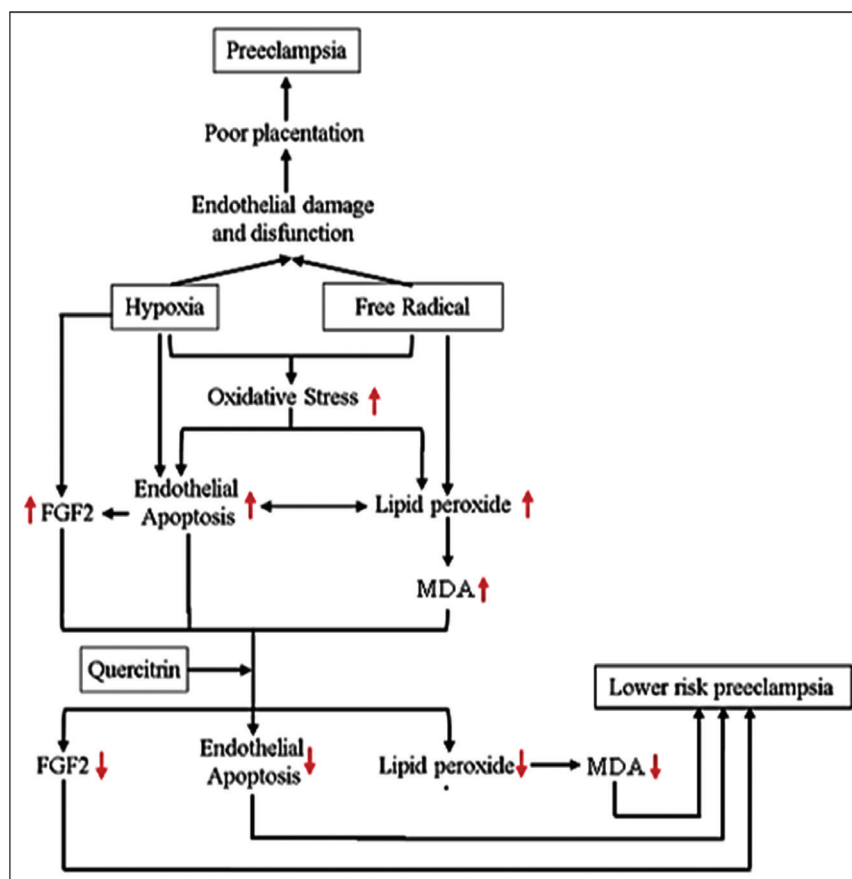 Preeclampsia
Poor placentation
Endothelial damage
and disfunction
Hypoxia
Free Radical
Oxidative Stress
FGF2
Endothelial
Apoptosis
Lipid peroxide
MDA
Quercitrin
Lower risk preeclampsia
FGF2
Endothelial
Apoptosis
Lipid peroxide
MDA